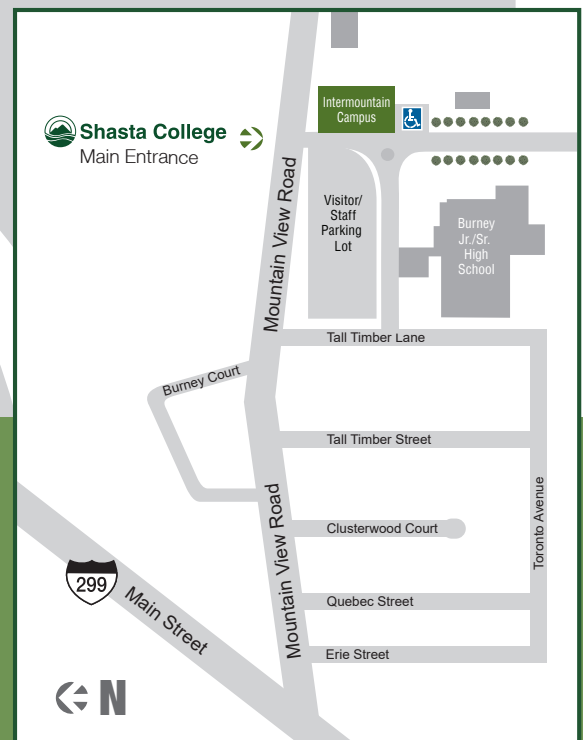 Intermountain
Campus
Shasta College
Main Entrance
Mountain View Road
Visitor/
Staff
Parking
Lot
Burney
Jr./Sr.
High
School
Tall Timber Lane
Burney Court
Tall Timber Street
Mountain View Road
Toronto Avenue
Clusterwood Court
299
Main Street
Quebec Street
Erie Street
N